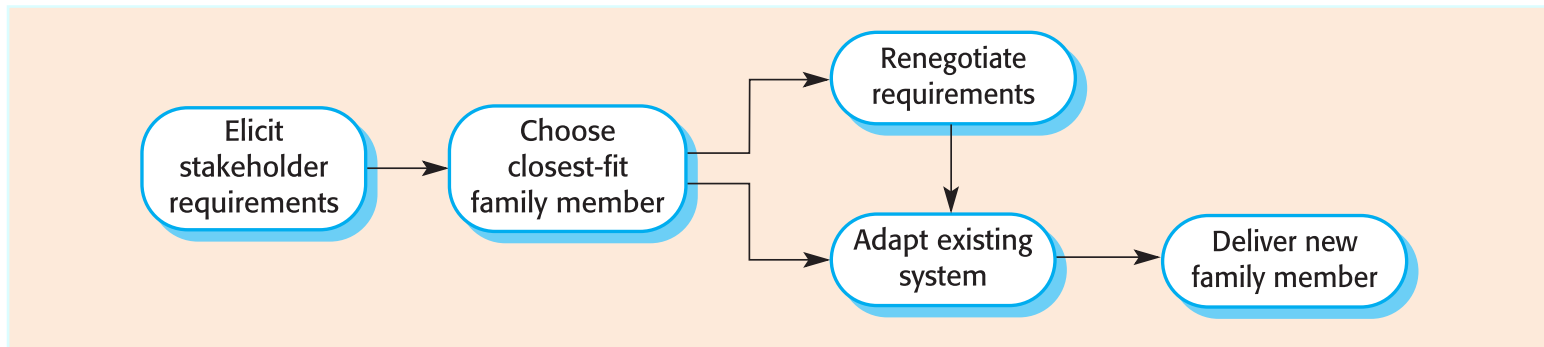 Elicit
stakeholder
requirements
Choose
closest-fit
family member
Renegotiate
requirements
Adapt existing
system
Deliver new
family member